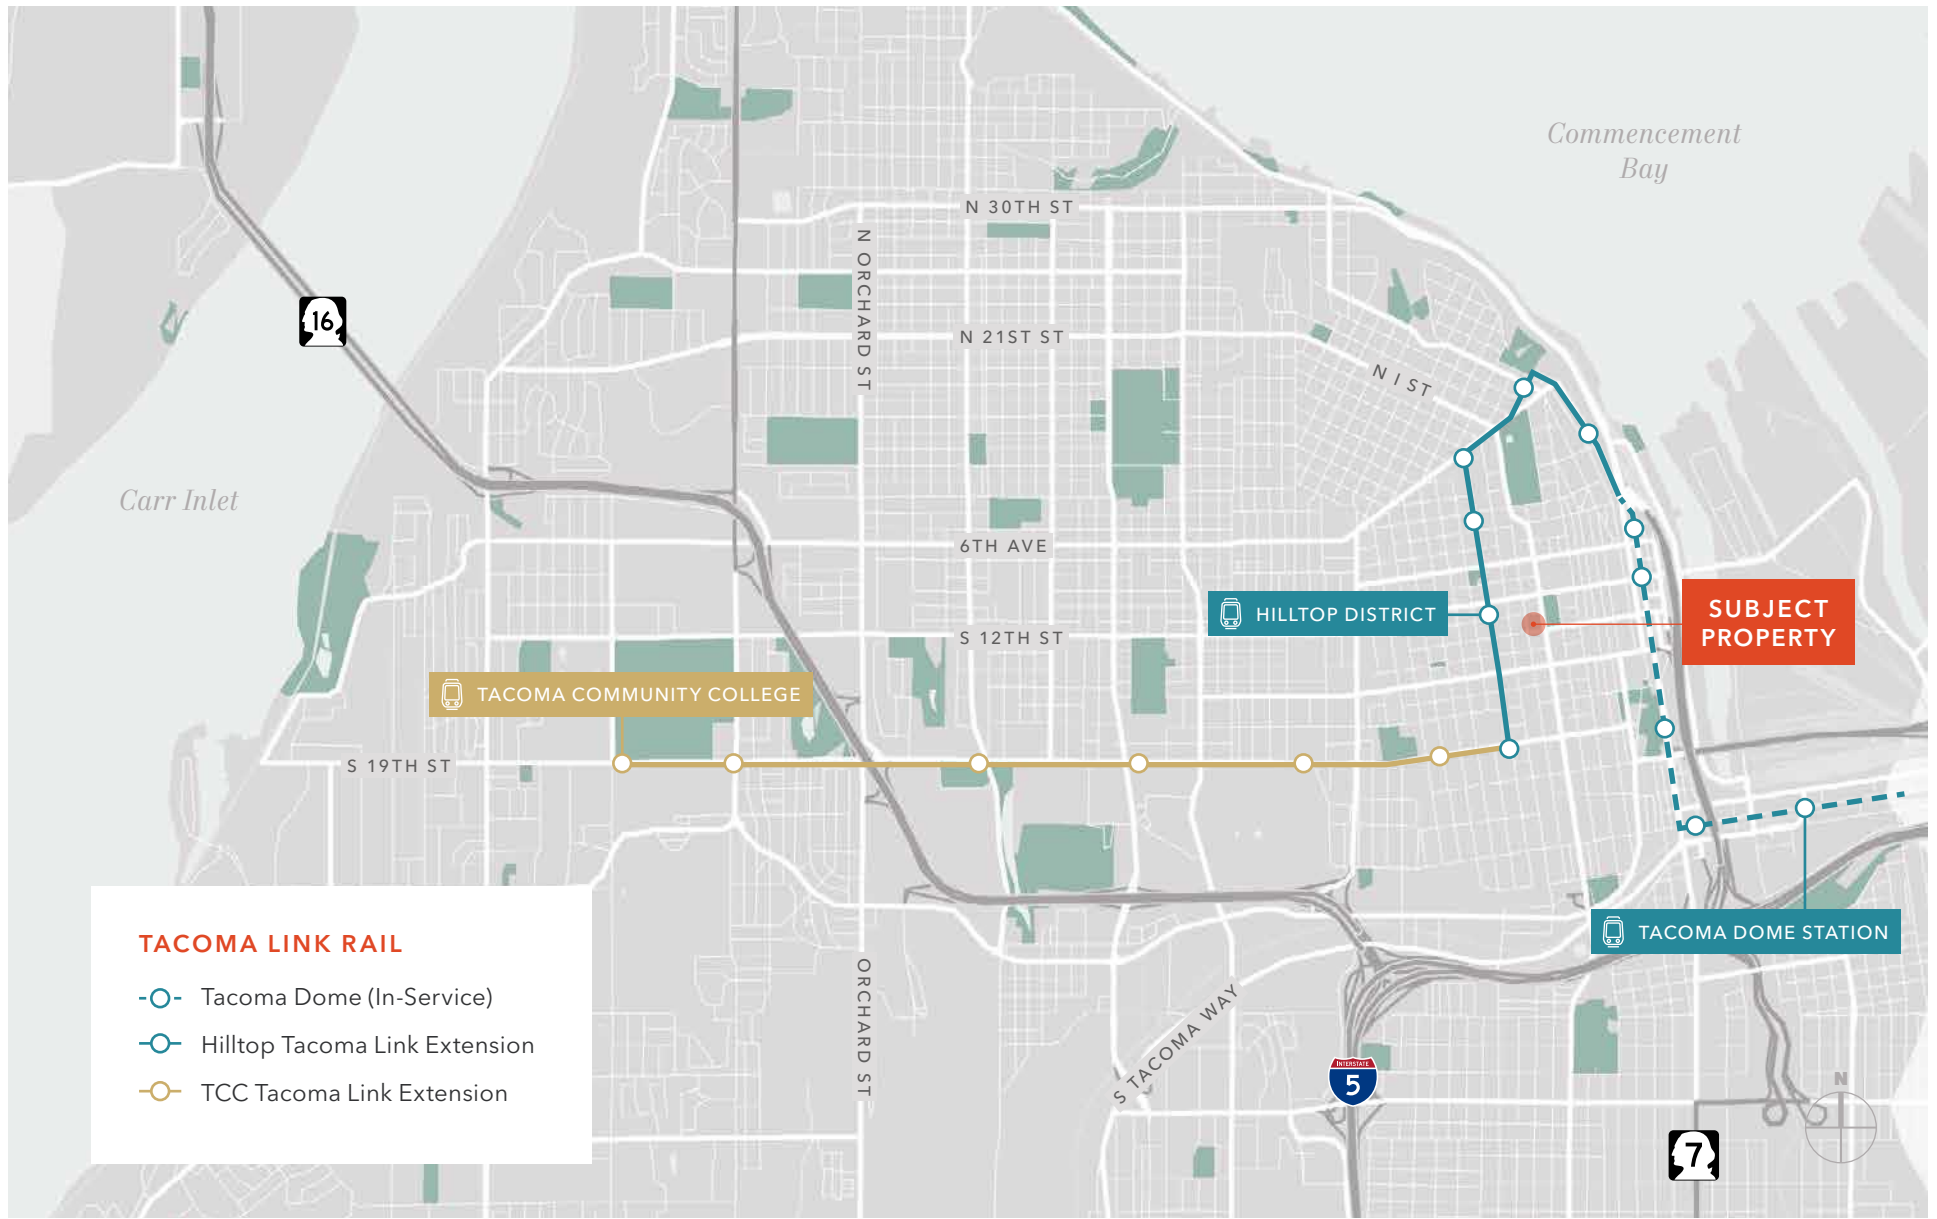 Commencement
Bay
N 30TH ST
N ORCHARD ST
16
N 21ST ST
N I ST
Carr Inlet
6TH AVE
HILLTOP DISTRICT
SUBJECT
PROPERTY
S 12TH ST
TACOMA COMMUNITY COLLEGE
S 19TH ST
TACOMA DOME STATION
TACOMA LINK RAIL
Tacoma Dome (In-Service)
Hilltop Tacoma Link Extension
TCC Tacoma Link Extension
ORCHARD ST
S TACOMA WAY
INTERSTATE
5
N
7